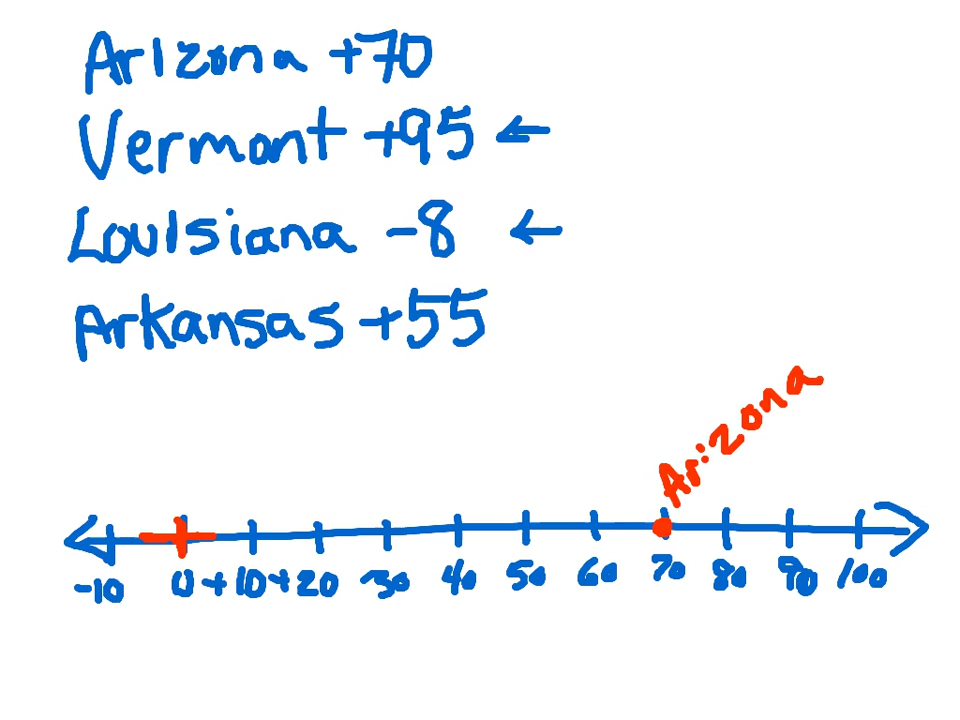 Arizona +70
Vermont +95 ←
Louisiana -8 ←
Arkansas +55
Arizona
-10 0 +10 +20 30 40 50 60 70 80 90 100